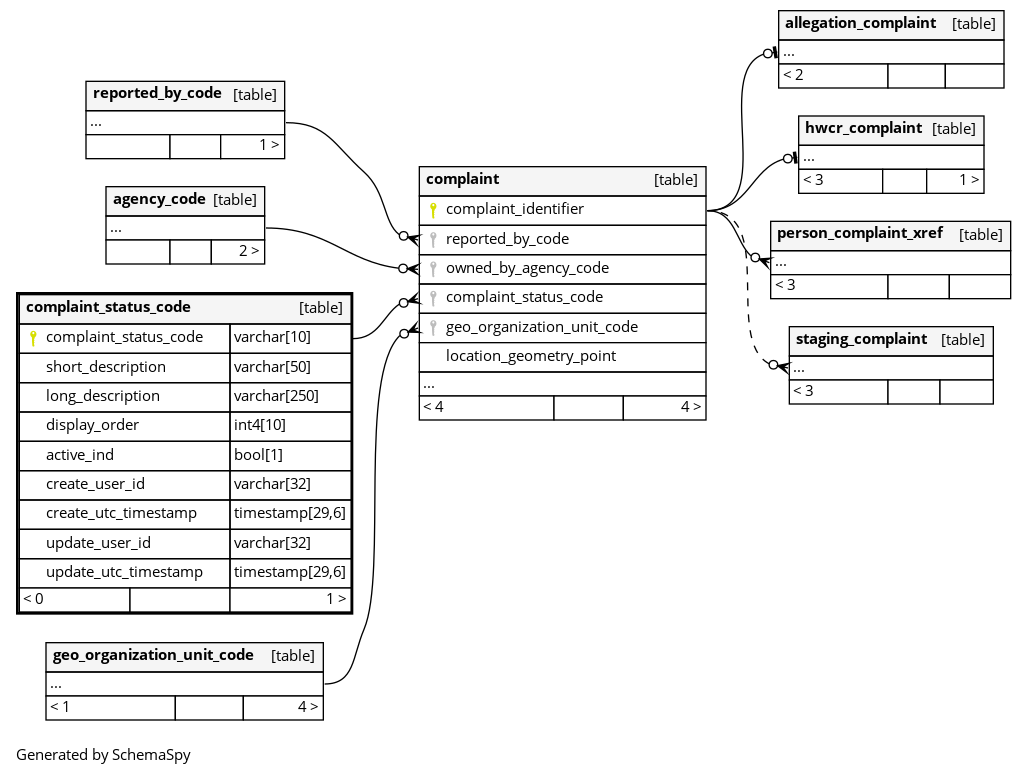 allegation_complaint [table]
...
< 2
reported_by_code [table]
...
1 >
hwcr_complaint [table]
...
< 3 1 >
agency_code [table]
...
2 >
complaint [table]
complaint_identifier
reported_by_code
owned_by_agency_code
complaint_status_code
geo_organization_unit_code
location_geometry_point
...
< 4 4 >
person_complaint_xref [table]
...
< 3
staging_complaint [table]
...
< 3
complaint_status_code [table]
complaint_status_code varchar[10]
short_description varchar[50]
long_description varchar[250]
display_order int4[10]
active_ind bool[1]
create_user_id varchar[32]
create_utc_timestamp timestamp[29,6]
update_user_id varchar[32]
update_utc_timestamp timestamp[29,6]
< 0 1 >
geo_organization_unit_code [table]
...
< 1 4 >
Generated by SchemaSpy